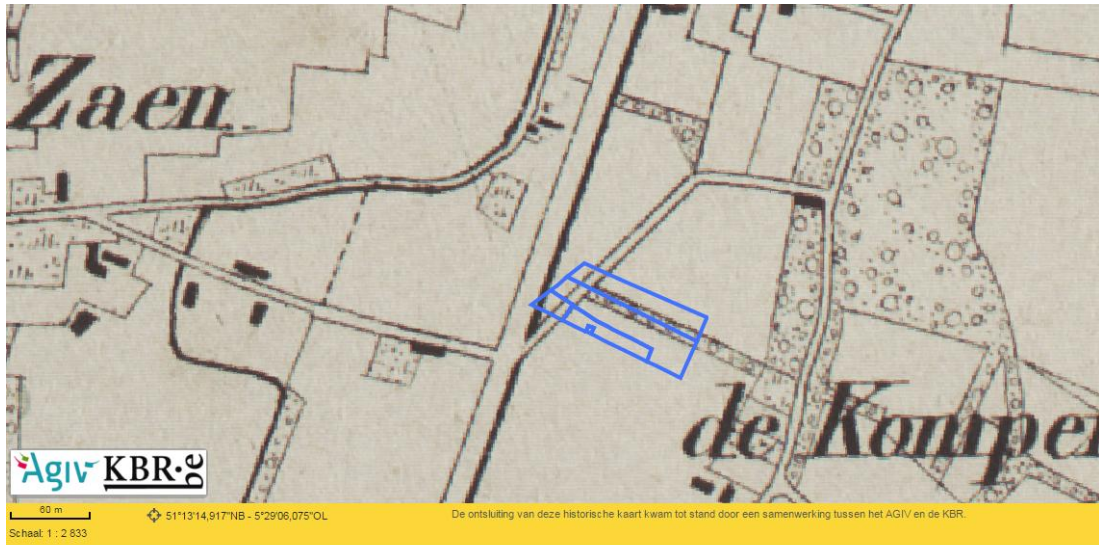 Zaen
de Kompen
Agiv KBR.be
60 m
51°13'14,917"NB - 5°29'06,075"OL
De ontsluiting van deze historische kaart kwam tot stand door een samenwerking tussen het AGIV en de KBR.
Schaal: 1 : 2 833